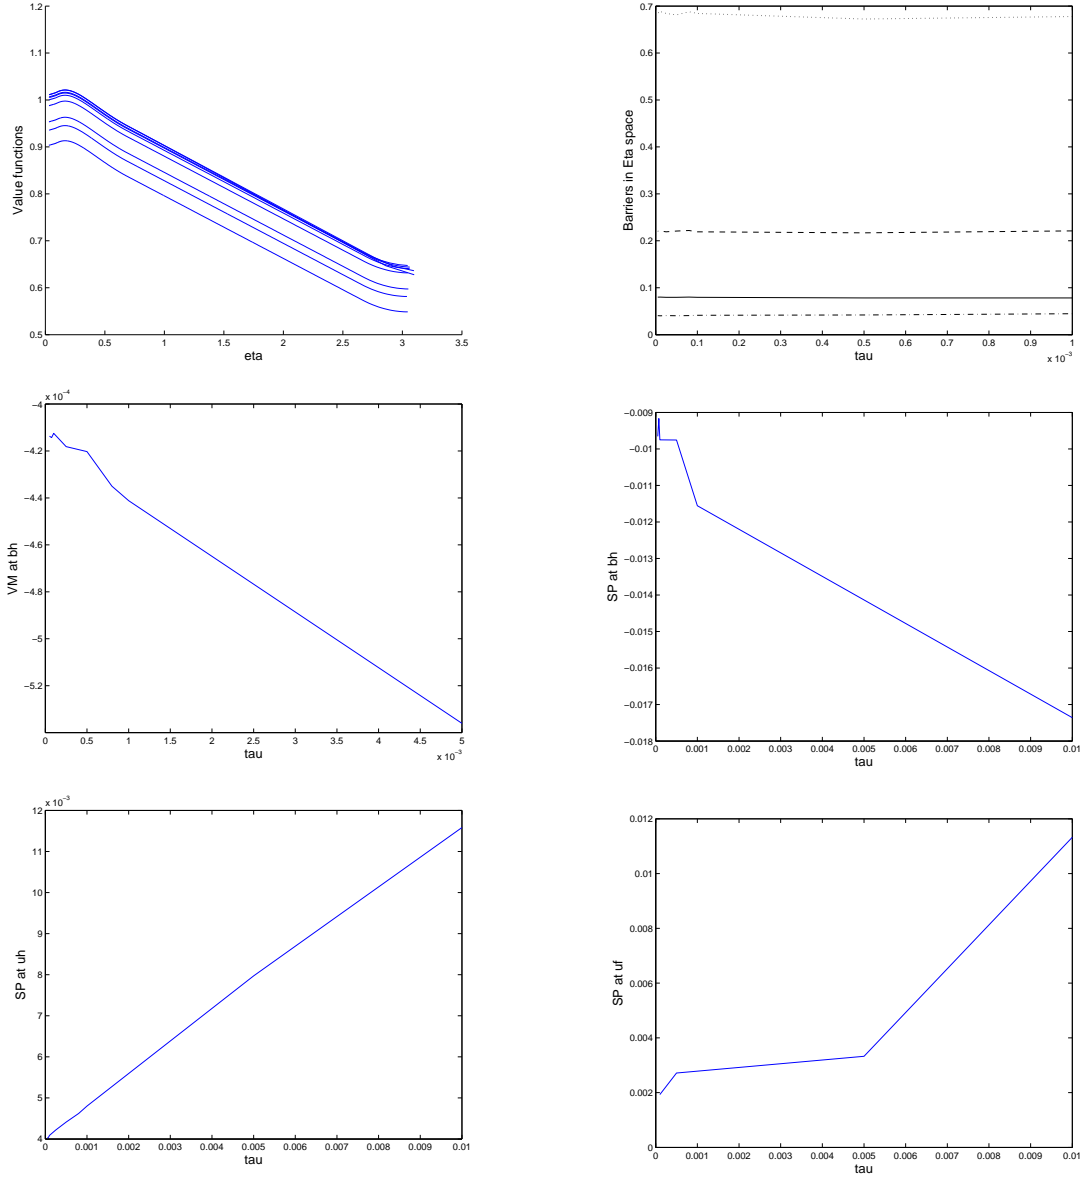 1.2
1.1
1
0.9
0.8
0.7
0.6
0.5
Value functions
0 0.5 1 1.5 2 2.5 3 3.5
eta
0.7
0.6
0.5
0.4
0.3
0.2
0.1
0
Barriers in Eta space
0 0.1 0.2 0.3 0.4 0.5 0.6 0.7 0.8 0.9 1
tau
x 10−3
x 10−4
−4
−4.2
−4.4
−4.6
−4.8
−5
−5.2
VM at bh
0 0.5 1 1.5 2 2.5 3 3.5 4 4.5 5
tau
x 10−3
−0.009
−0.01
−0.011
−0.012
−0.013
−0.014
−0.015
−0.016
−0.017
−0.018
SP at bh
0 0.001 0.002 0.003 0.004 0.005 0.006 0.007 0.008 0.009 0.01
tau
x 10−3
12
11
10
9
8
7
6
5
4
SP at uh
0 0.001 0.002 0.003 0.004 0.005 0.006 0.007 0.008 0.009 0.01
tau
0.012
0.01
0.008
0.006
0.004
0.002
0
SP at uf
0 0.001 0.002 0.003 0.004 0.005 0.006 0.007 0.008 0.009 0.01
tau